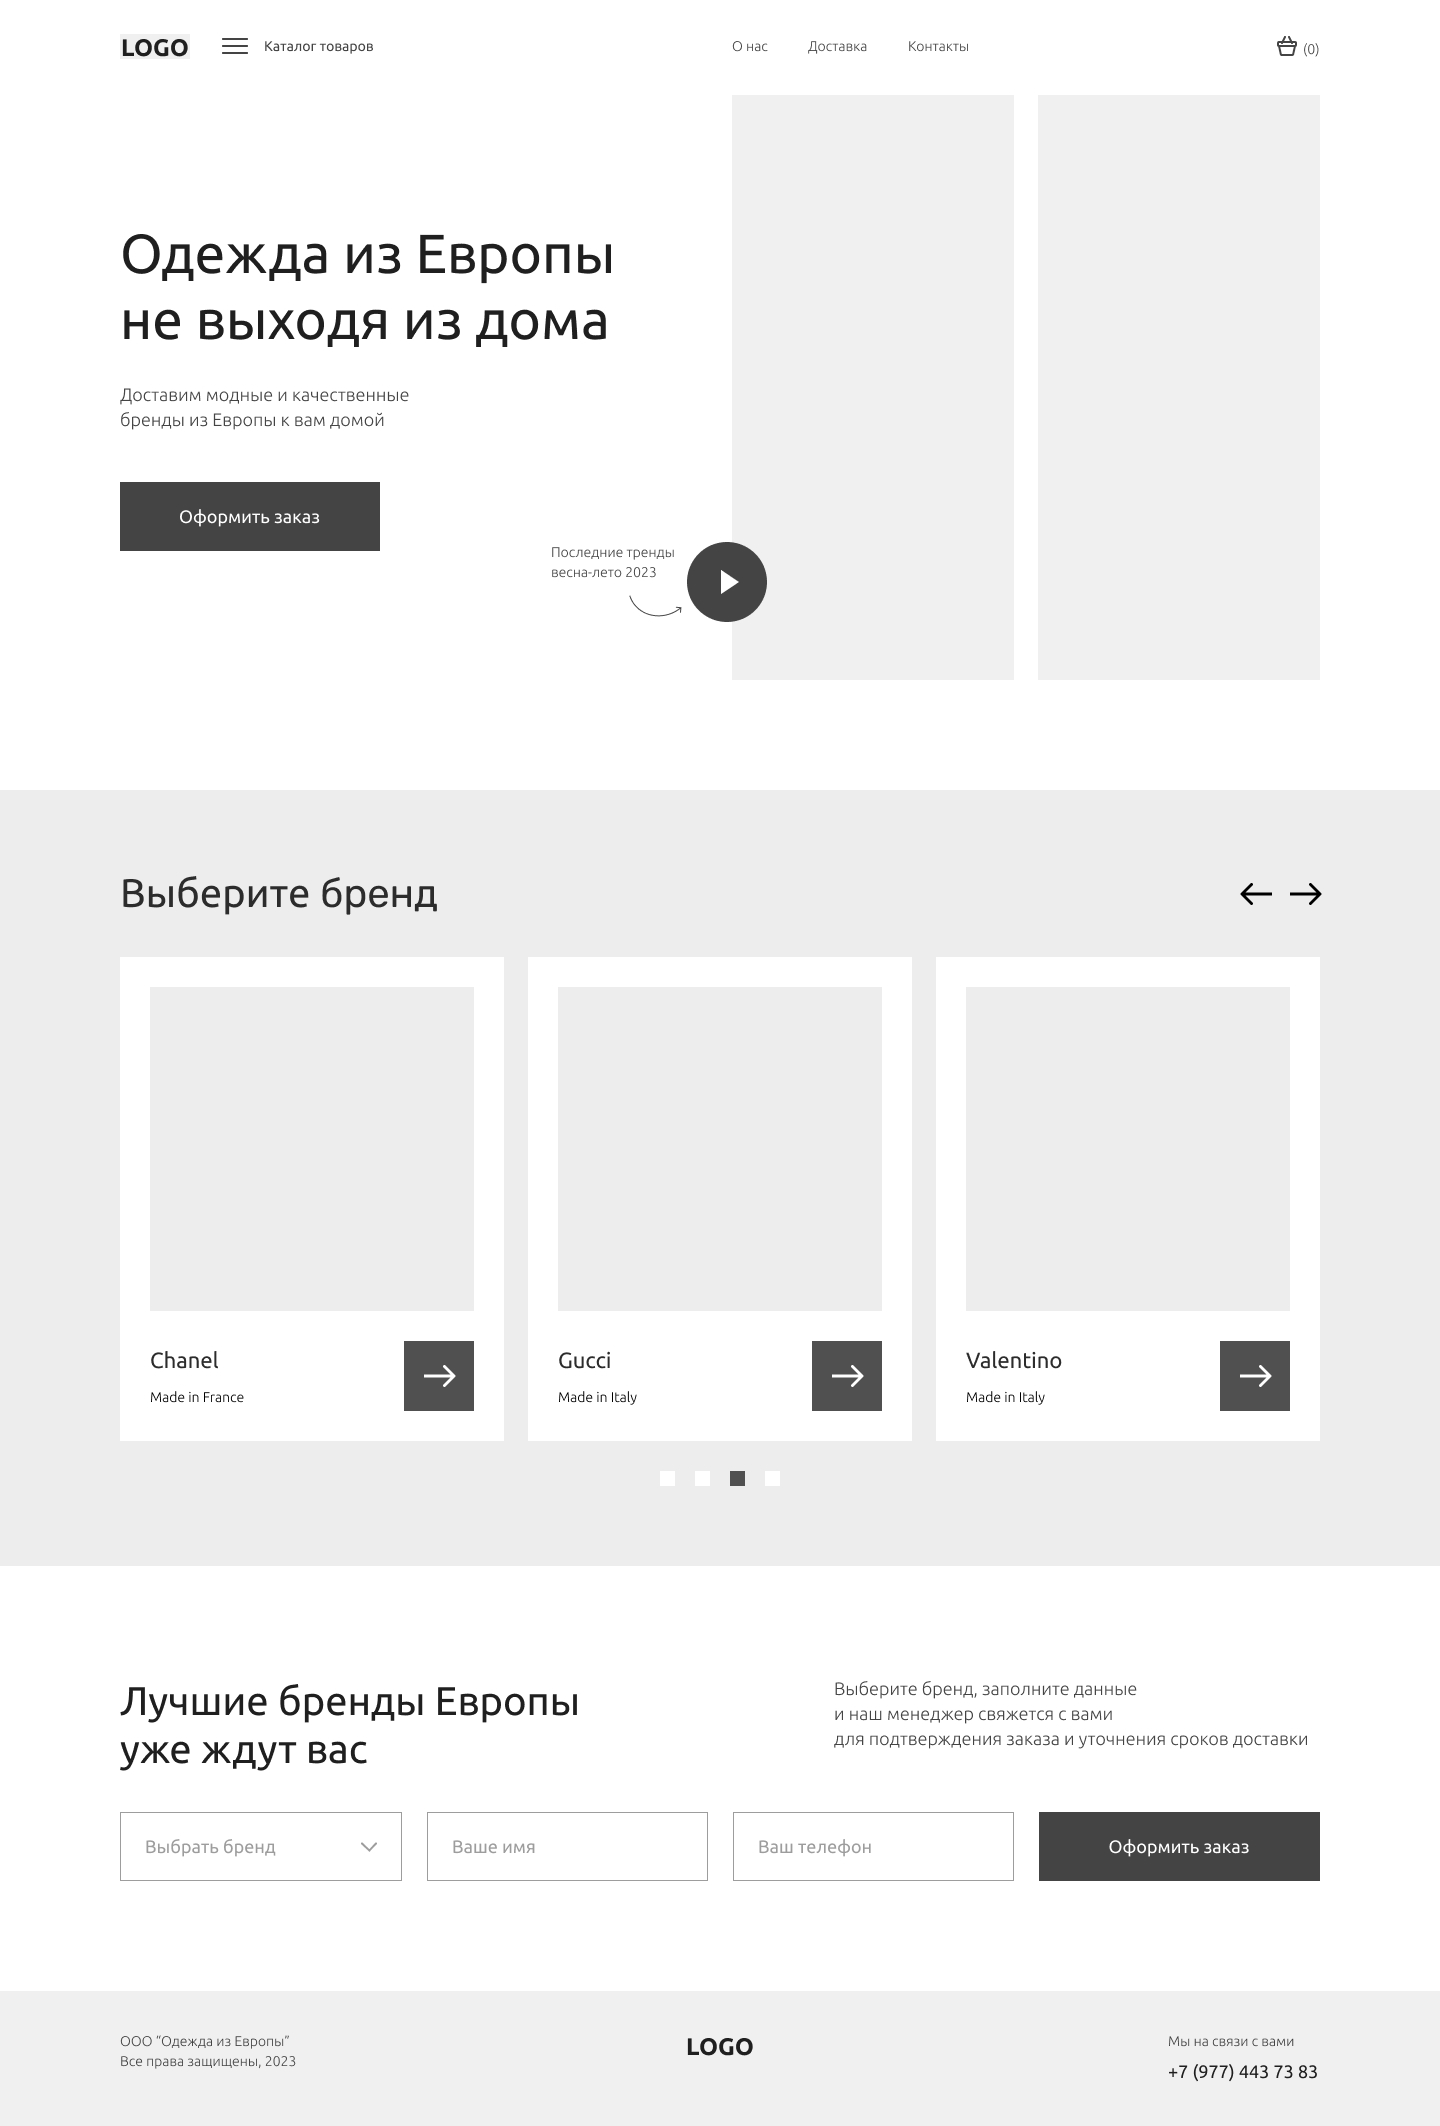 LOGO
Каталог товаров
О нас
Доставка
Контакты
(0)
Одежда из Европы
не выходя из дома
Доставим модные и качественные
бренды из Европы к вам домой
Оформить заказ
Последние тренды
весна-лето 2023
Выберите бренд
Chanel
Made in France
Gucci
Made in Italy
Valentino
Made in Italy
Лучшие бренды Европы
уже ждут вас
Выберите бренд, заполните данные
и наш менеджер свяжется с вами
для подтверждения заказа и уточнения сроков доставки
Выбрать бренд
Ваше имя
Ваш телефон
Оформить заказ
ООО “Одежда из Европы”
Все права защищены, 2023
LOGO
Мы на связи с вами
+7 (977) 443 73 83